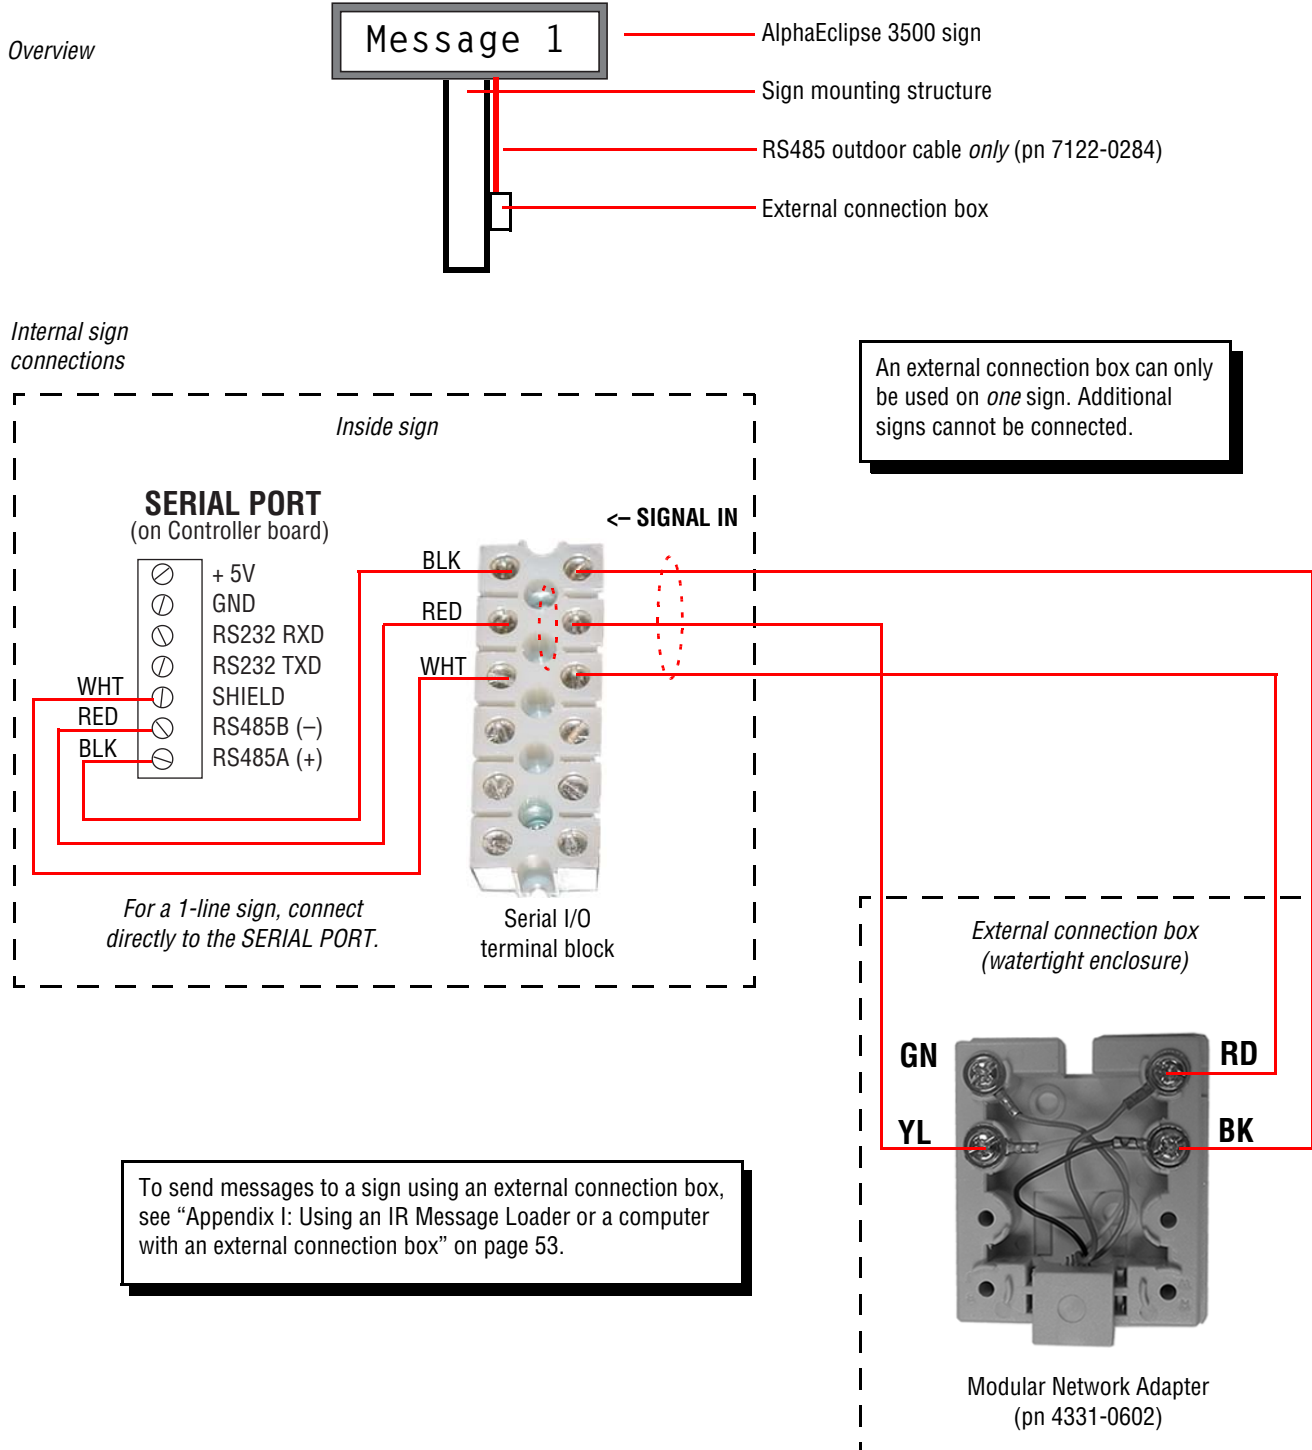 Overview
Message 1
AlphaEclipse 3500 sign
Sign mounting structure
RS485 outdoor cable only (pn 7122-0284)
External connection box
Internal sign
connections
An external connection box can only
be used on one sign. Additional
signs cannot be connected.
Inside sign
SERIAL PORT
(on Controller board)
<– SIGNAL IN
+ 5V
GND
RS232 RXD
RS232 TXD
SHIELD
RS485B (–)
RS485A (+)
WHT
RED
BLK
BLK
RED
WHT
For a 1-line sign, connect
directly to the SERIAL PORT.
Serial I/O
terminal block
External connection box
(watertight enclosure)
GN
RD
YL
BK
To send messages to a sign using an external connection box,
see “Appendix I: Using an IR Message Loader or a computer
with an external connection box” on page 53.
Modular Network Adapter
(pn 4331-0602)